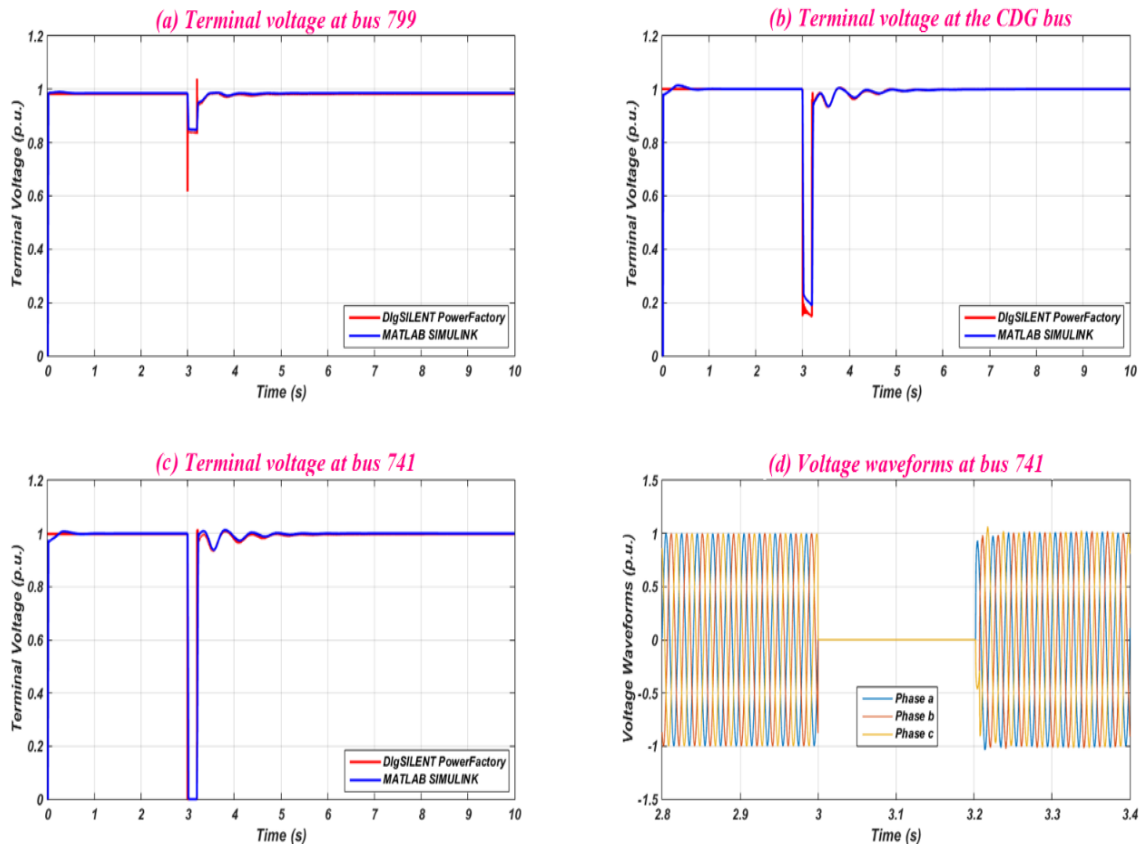 (a) Terminal voltage at bus 799
1.2
1
0.8
0.6
0.4
0.2
0
Terminal Voltage (p.u.)
DIgSILENT PowerFactory
MATLAB SIMULINK
0 1 2 3 4 5 6 7 8 9 10
Time (s)
(b) Terminal voltage at the CDG bus
1.2
1
0.8
0.6
0.4
0.2
0
Terminal Voltage (p.u.)
DIgSILENT PowerFactory
MATLAB SIMULINK
0 1 2 3 4 5 6 7 8 9 10
Time (s)
(c) Terminal voltage at bus 741
1.2
1
0.8
0.6
0.4
0.2
0
Terminal Voltage (p.u.)
DIgSILENT PowerFactory
MATLAB SIMULINK
0 1 2 3 4 5 6 7 8 9 10
Time (s)
(d) Voltage waveforms at bus 741
1.5
1
0.5
0
-0.5
-1
-1.5
Voltage Waveforms (p.u.)
Phase a
Phase b
Phase c
2.8 2.9 3 3.1 3.2 3.3 3.4
Time (s)